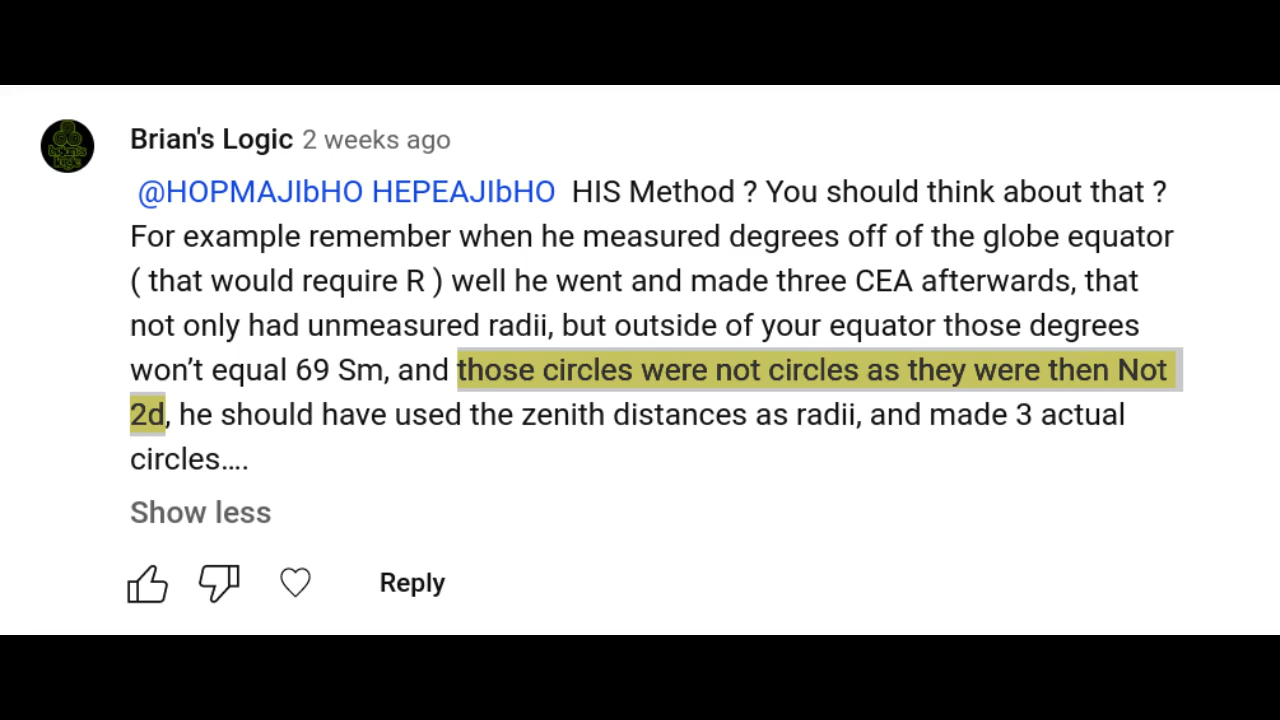 Brian's Logic 2 weeks ago
@HOPMAJIbHO HEPEAJIbHO HIS Method ? You should think about that ?
For example remember when he measured degrees off of the globe equator
( that would require R ) well he went and made three CEA afterwards, that
not only had unmeasured radii, but outside of your equator those degrees
won’t equal 69 Sm, and those circles were not circles as they were then Not
2d, he should have used the zenith distances as radii, and made 3 actual
circles....
Show less
Reply